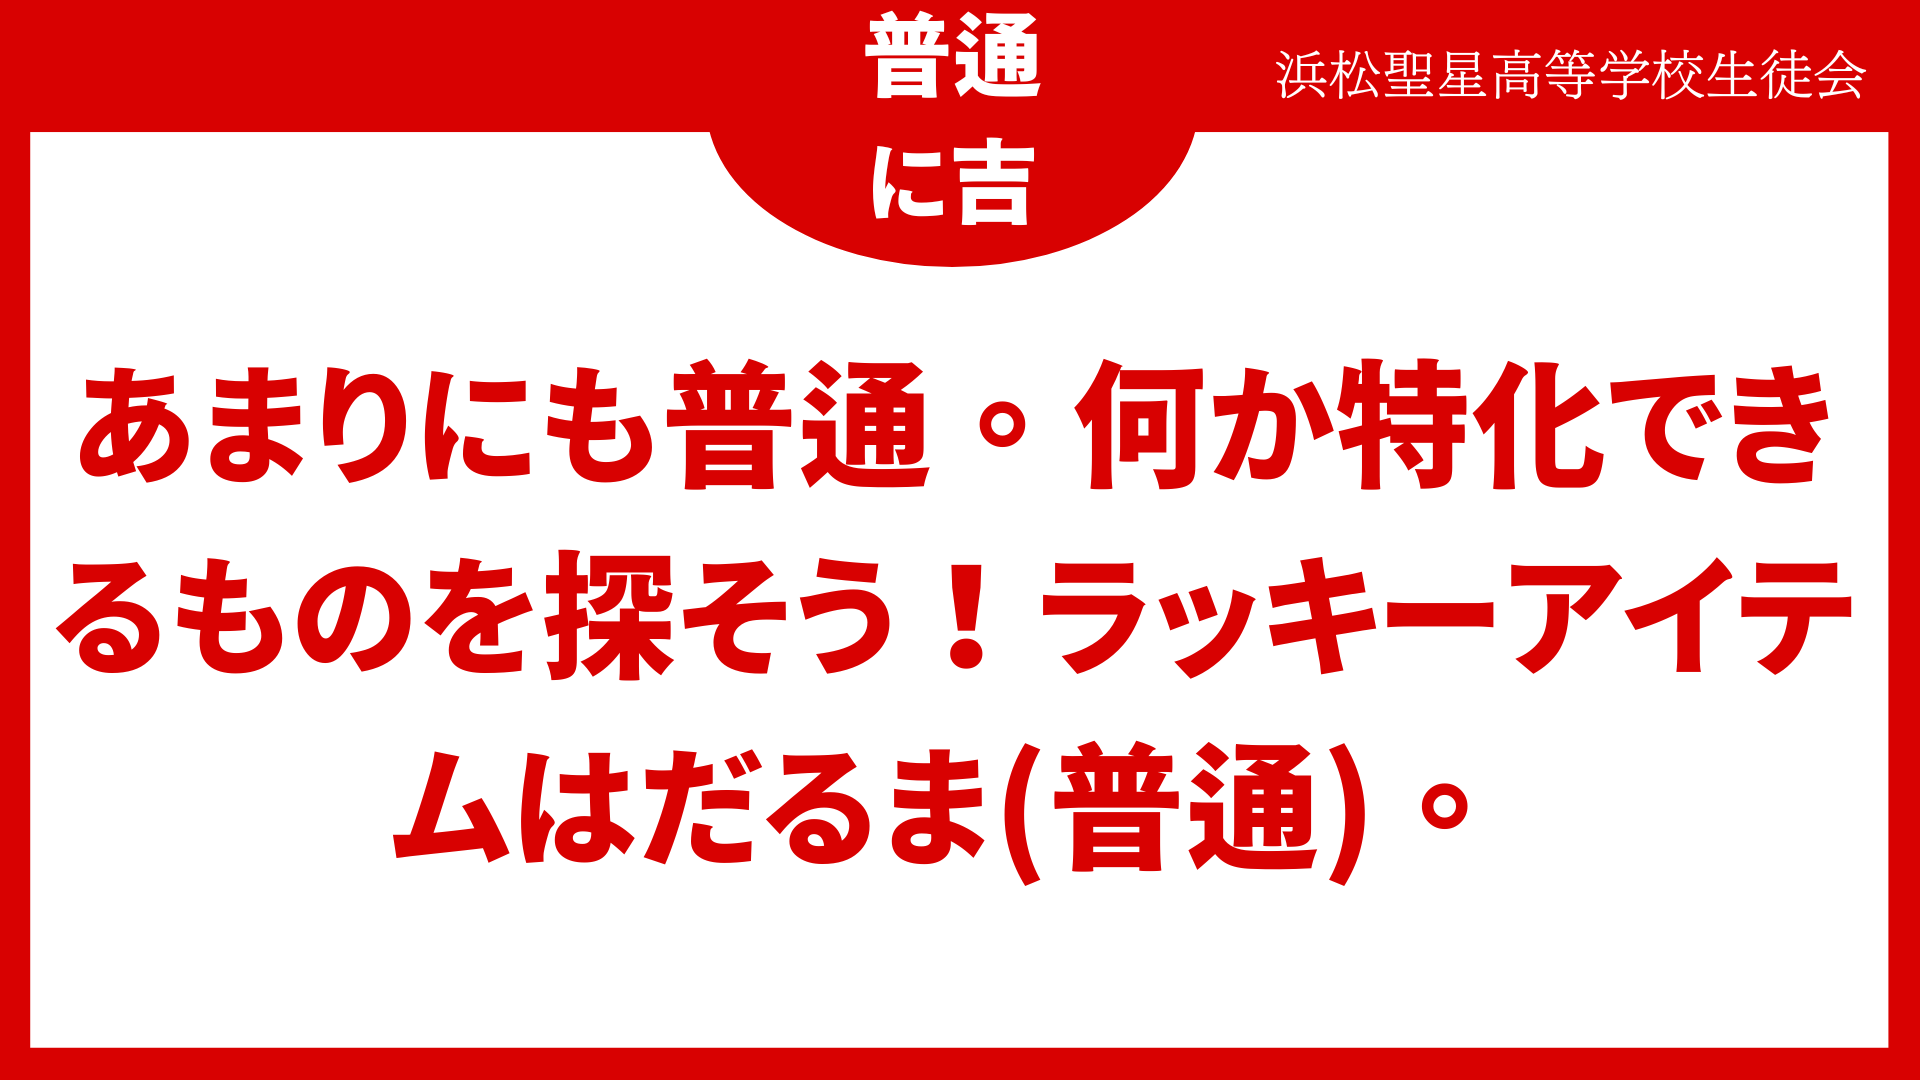 普通
に吉
浜松聖星高等学校生徒会
あまりにも普通。何か特化でき
るものを探そう！ラッキーアイテ
ムはだるま(普通)。